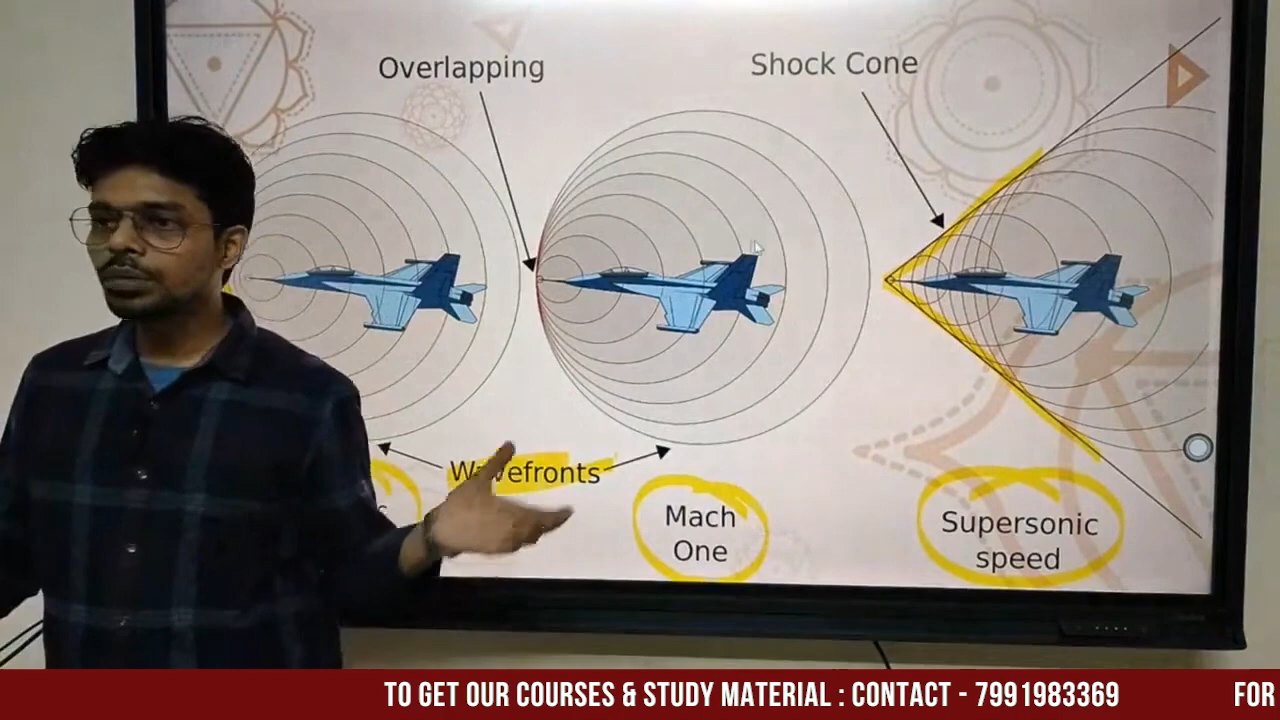 Overlapping
Shock Cone
Wavefronts
Mach
One
Supersonic
speed
TO GET OUR COURSES & STUDY MATERIAL : CONTACT - 7991983369
FOR